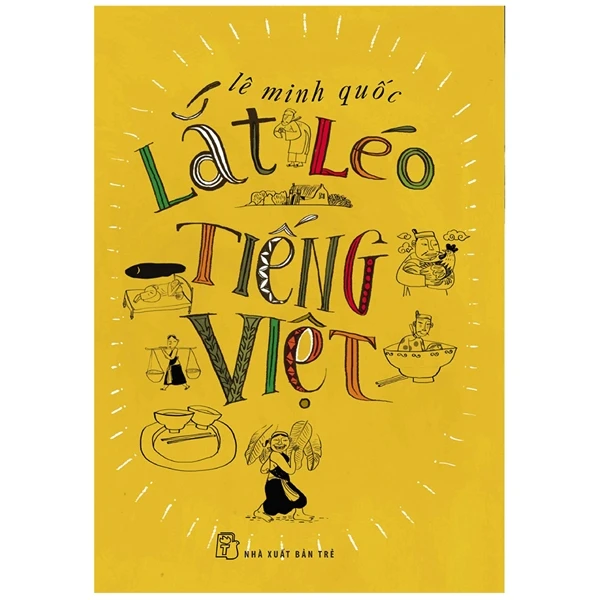 lê minh quốc
Lắt Léo
TIẾNG
VIỆT
NHÀ XUẤT BẢN TRẺ